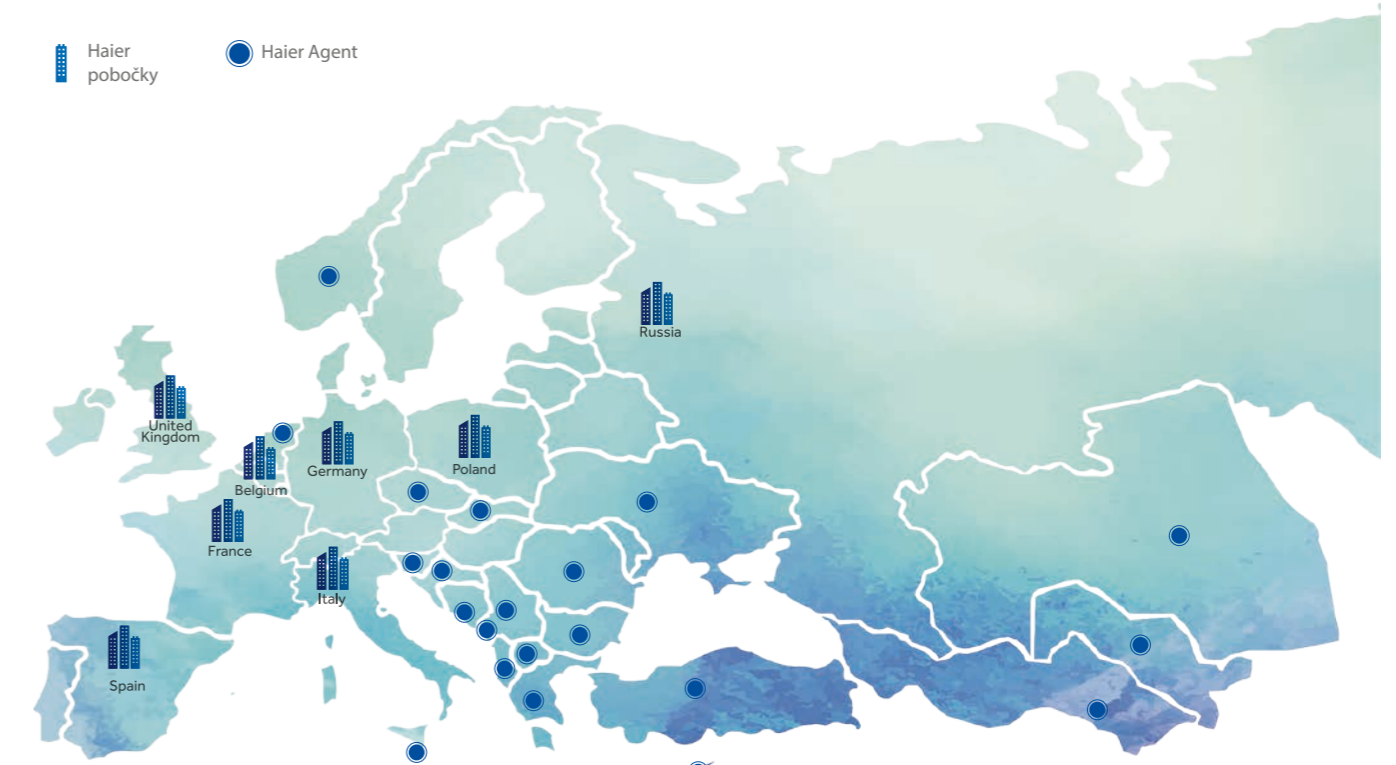 Haier
pobočky
Haier Agent
Russia
United
Kingdom
Germany
Poland
Belgium
France
Italy
Spain